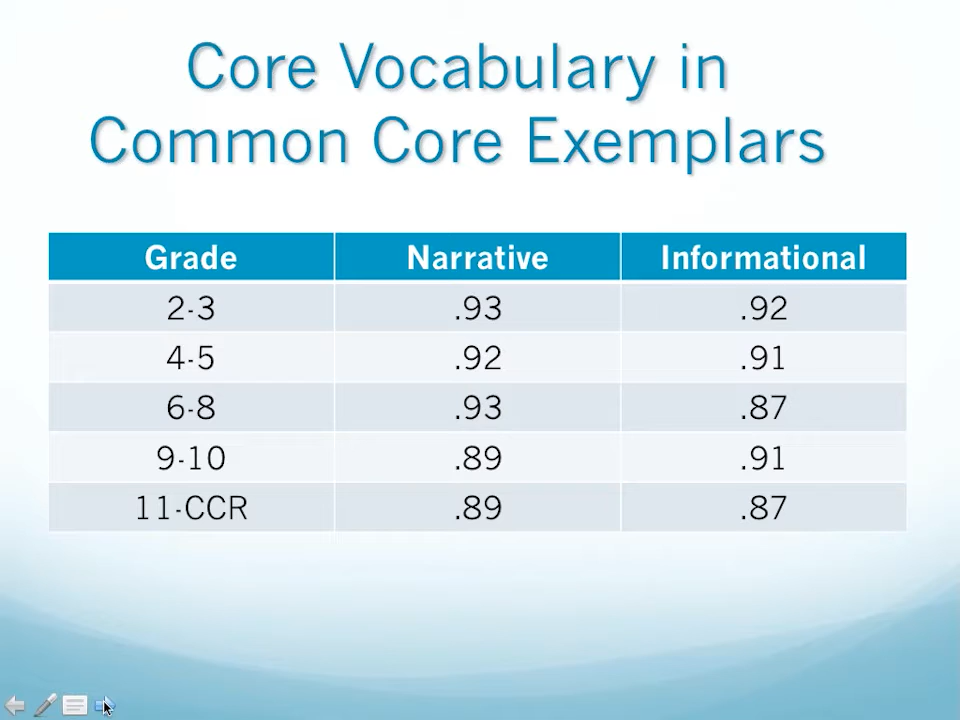 Core Vocabulary in
Common Core Exemplars
Grade Narrative Informational
2-3 .93 .92
4-5 .92 .91
6-8 .93 .87
9-10 .89 .91
11-CCR .89 .87